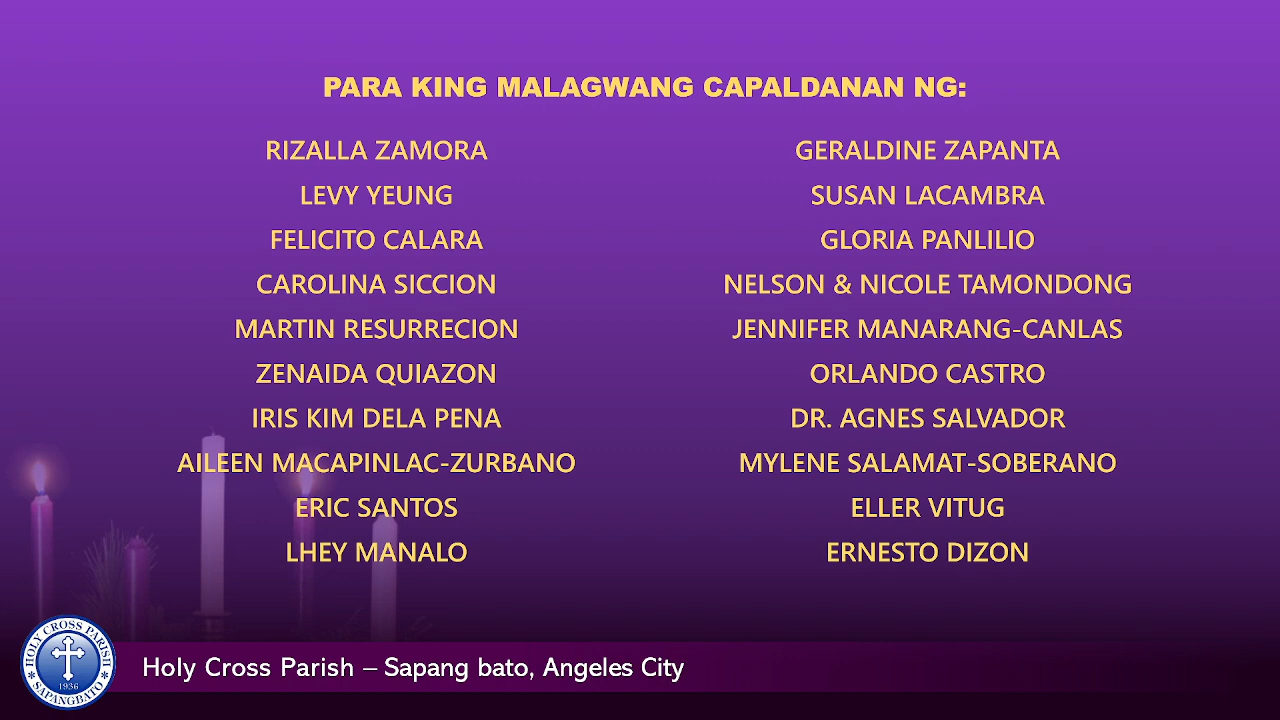 PARA KING MALAGWANG CAPALDANAN NG:
RIZALLA ZAMORA
LEVY YEUNG
FELICITO CALARA
CAROLINA SICCION
MARTIN RESURRECION
ZENAIDA QUIAZON
IRIS KIM DELA PENA
AILEEN MACAPINLAC-ZURBANO
ERIC SANTOS
LHEY MANALO
GERALDINE ZAPANTA
SUSAN LACAMBRA
GLORIA PANLILIO
NELSON & NICOLE TAMONDONG
JENNIFER MANARANG-CANLAS
ORLANDO CASTRO
DR. AGNES SALVADOR
MYLENE SALAMAT-SOBERANO
ELLER VITUG
ERNESTO DIZON
HOLY CROSS PARISH
SAPANGBATO
1936
Holy Cross Parish – Sapang bato, Angeles City